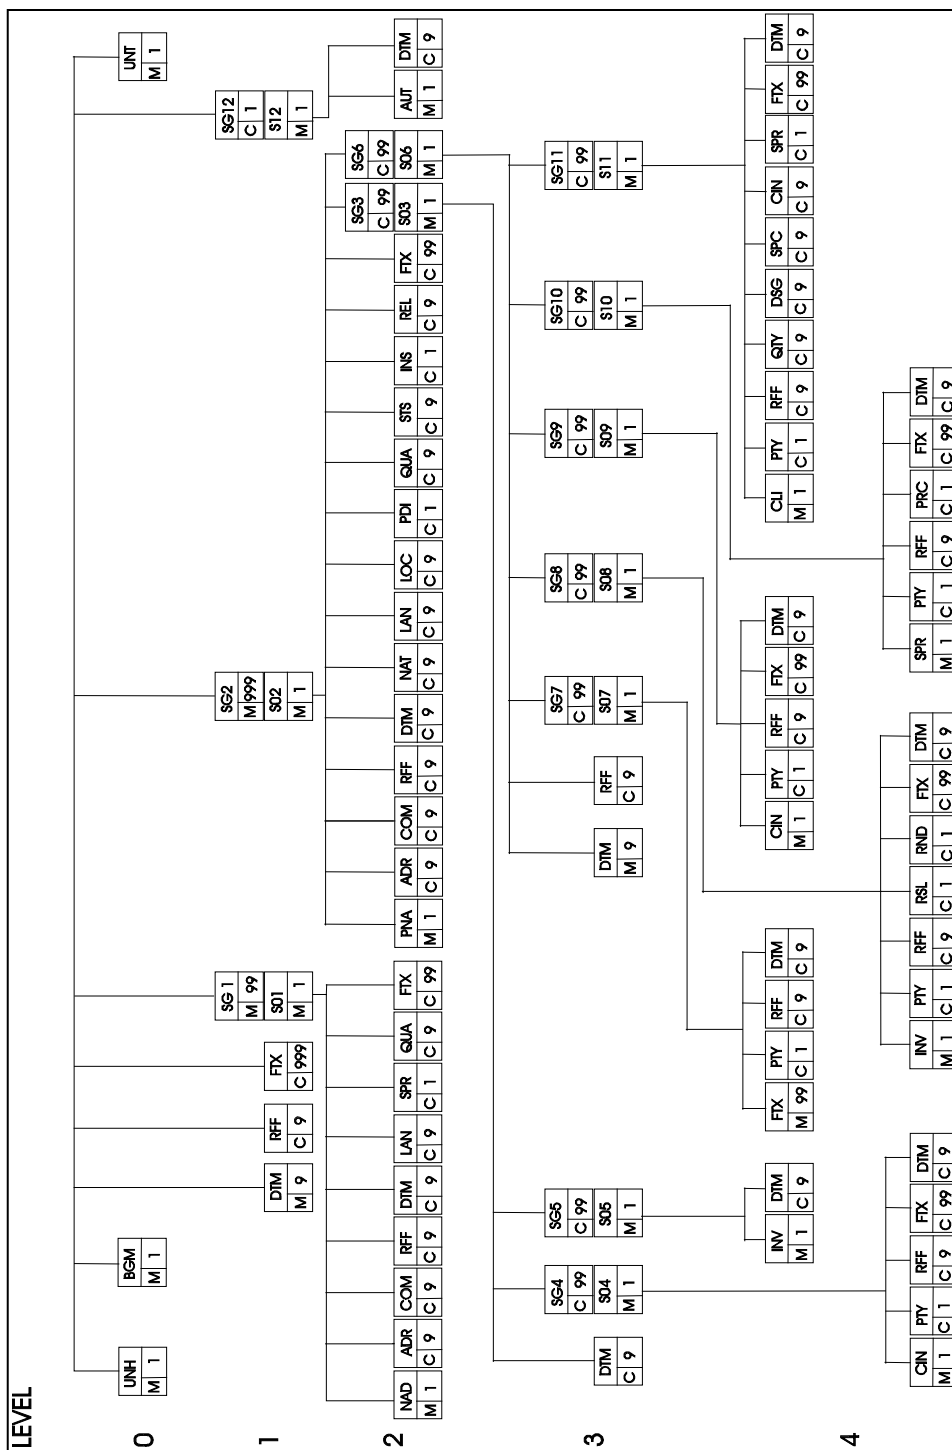 LEVEL
0
UNH BGM UNT
M 1 M 1 M 1
SG 1 SG2 SG12
M 99 M 999 C 1
1
DTM RFF FTX S01 S02 S12
M 9 C 9 C 999 M 1 M 1 M 1
SG3 SG6
C 99 C 99
2
NAD ADR COM RFF DTM LAN SPR QUA FTX PNA ADR COM RFF DTM NAT LAN LOC PDI QUA STS INS REL FTX S03 S06 AUT DTM
M 1 C 9 C 9 C 9 C 9 C 9 C 1 C 9 C 99 M 1 C 9 C 9 C 9 C 9 C 9 C 9 C 9 C 1 C 9 C 9 C 1 C 9 C 99 M 1 M 1 M 1 C 9
SG4 SG5 SG7 SG8 SG9 SG10 SG11
C 99 C 99 C 99 C 99 C 99 C 99 C 99
3
DTM S04 S05 DTM RFF S07 S08 S09 S10 S11
C 9 M 1 M 1 M 9 C 9 M 1 M 1 M 1 M 1 M 1
INV DTM FTX PTY RFF DTM CIN PTY RFF FTX DTM CLI PTY RFF QTY DSG SPC CIN SPR FTX DTM
M 1 C 9 M 99 C 1 C 9 C 9 M 1 C 1 C 9 C 99 C 9 M 1 C 1 C 9 C 9 C 9 C 9 C 9 C 1 C 99 C 9
4
CIN PTY RFF FTX DTM INV PTY RFF RSL RND FTX DTM SPR PTY RFF PRC FTX DTM
M 1 C 1 C 9 C 99 C 9 M 1 C 1 C 9 C 1 C 1 C 99 C 9 M 1 C 1 C 9 C 1 C 99 C 9